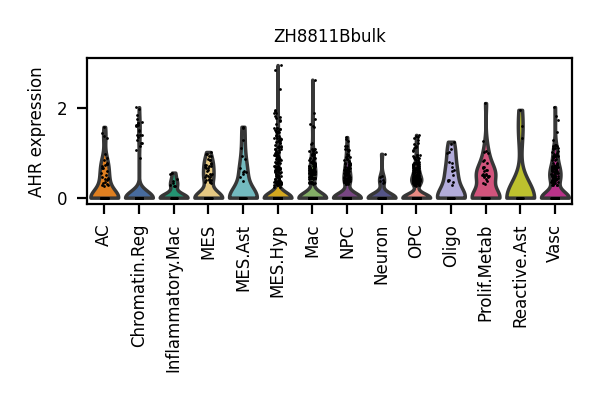 ZH8811Bbulk
AHR expression
2
0
AC
Chromatin.Reg
Inflammatory.Mac
MES
MES.Ast
MES.Hyp
Mac
NPC
Neuron
OPC
Oligo
Prolif.Metab
Reactive.Ast
Vasc